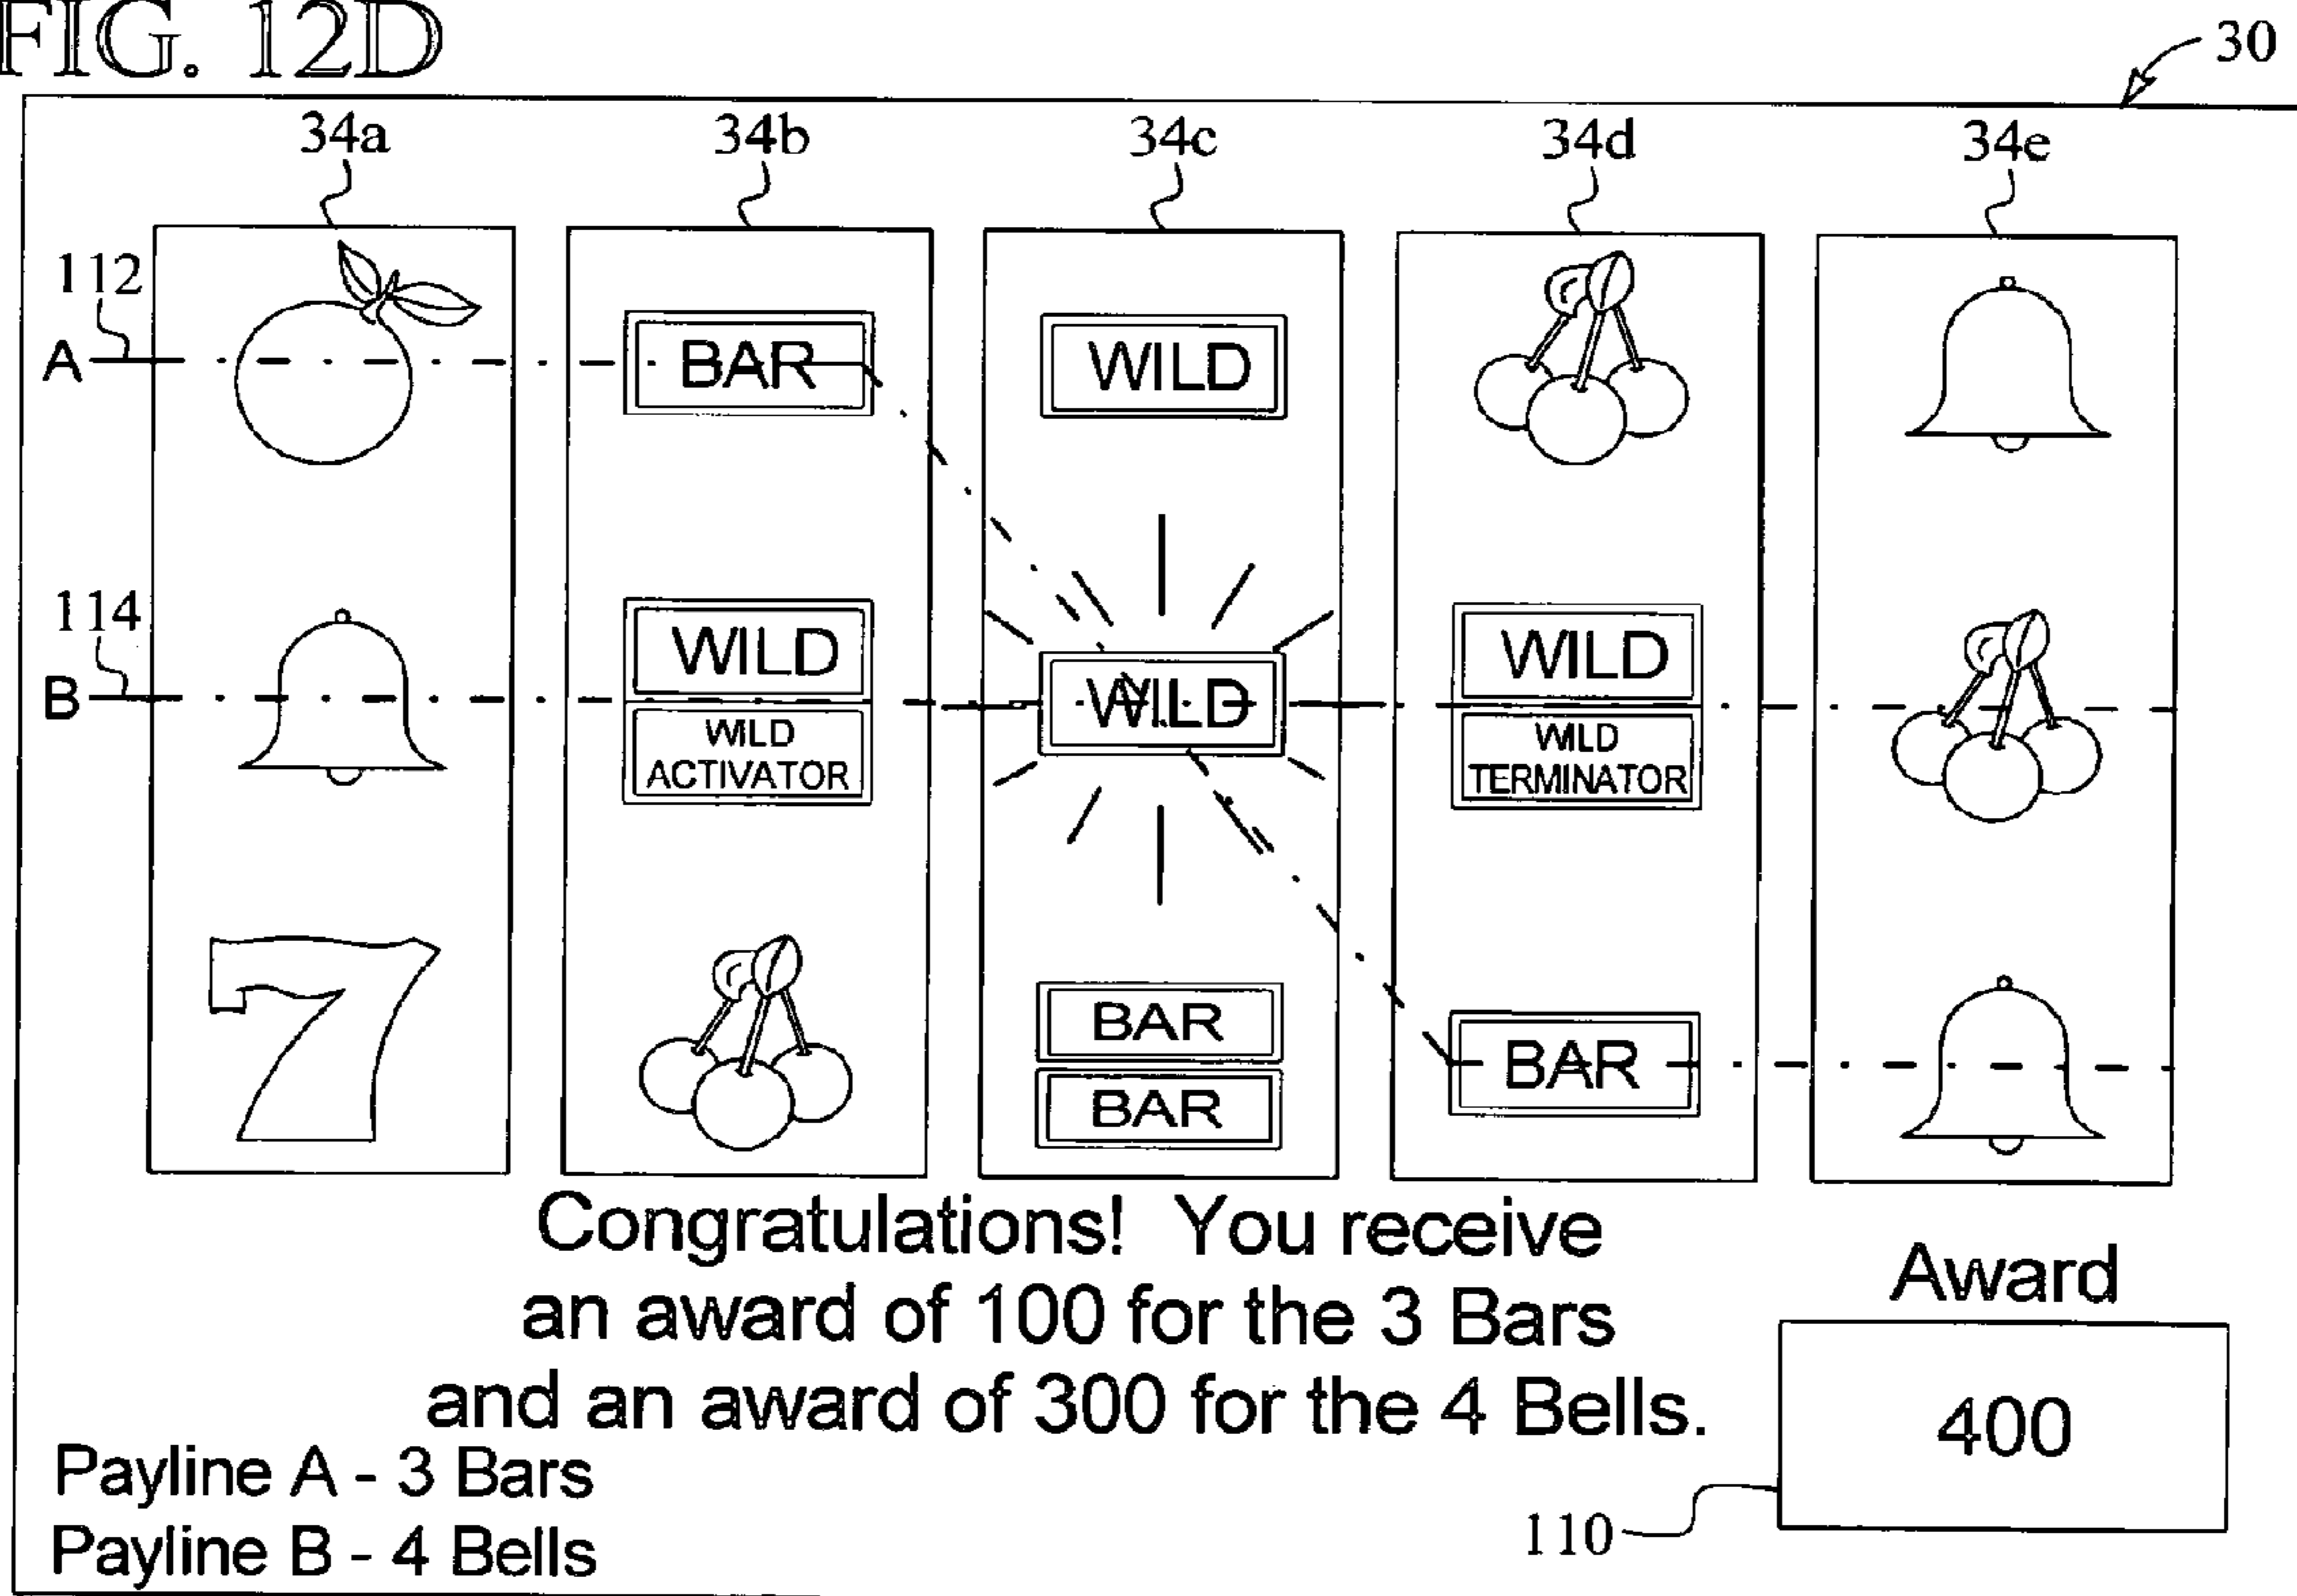 FIG. 12D
30
34a 34b 34c 34d 34e
112
A BAR WILD
114
B WILD WILD WILD
WILD ACTIVATOR WILD TERMINATOR
BAR
BAR
BAR
Congratulations! You receive
an award of 100 for the 3 Bars
and an award of 300 for the 4 Bells.
Award
400
110
Payline A - 3 Bars
Payline B - 4 Bells